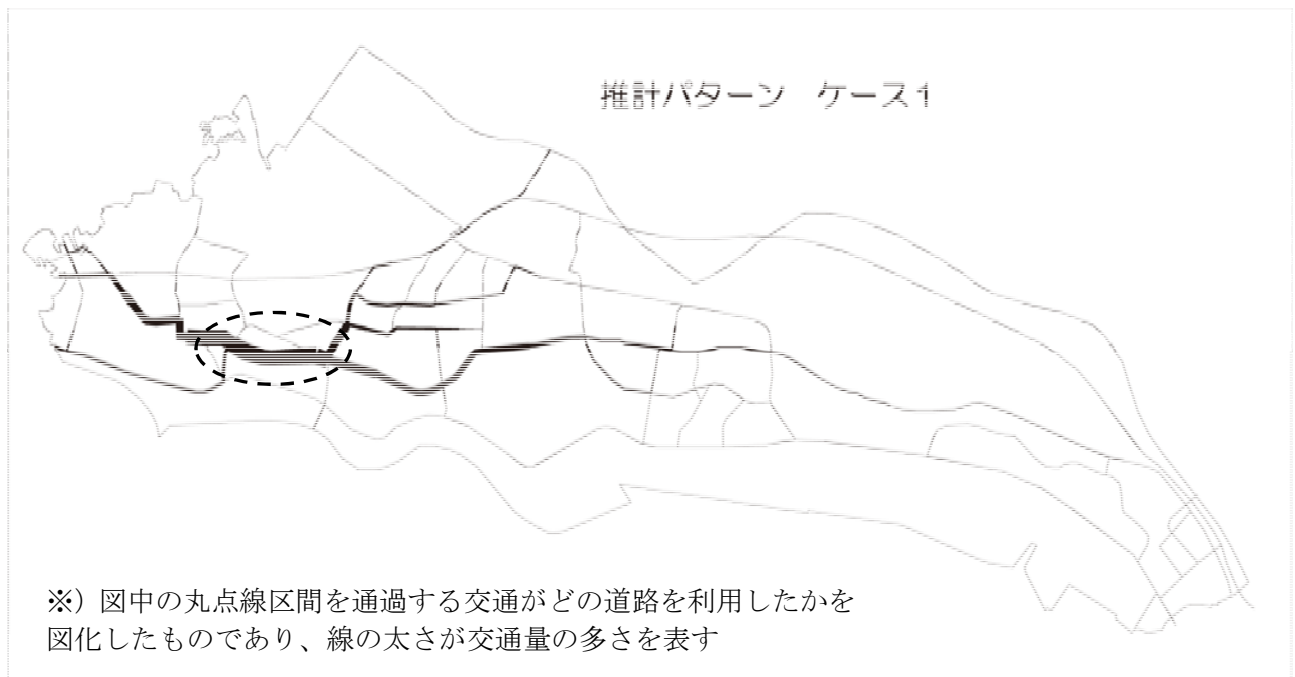 推計パターン ケース1
※）図中の丸点線区間を通過する交通がどの道路を利用したかを
図化したものであり、線の太さが交通量の多さを表す